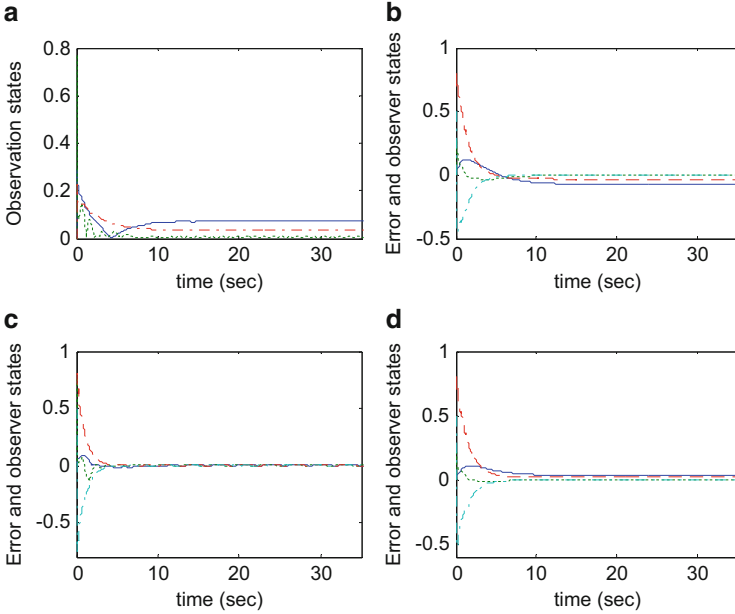 a
0.8
0.6
0.4
0.2
0
Observation states
0 10 20 30
time (sec)
b
1
0.5
0
-0.5
Error and observer states
0 10 20 30
time (sec)
c
1
0.5
0
-0.5
Error and observer states
0 10 20 30
time (sec)
d
1
0.5
0
-0.5
Error and observer states
0 10 20 30
time (sec)